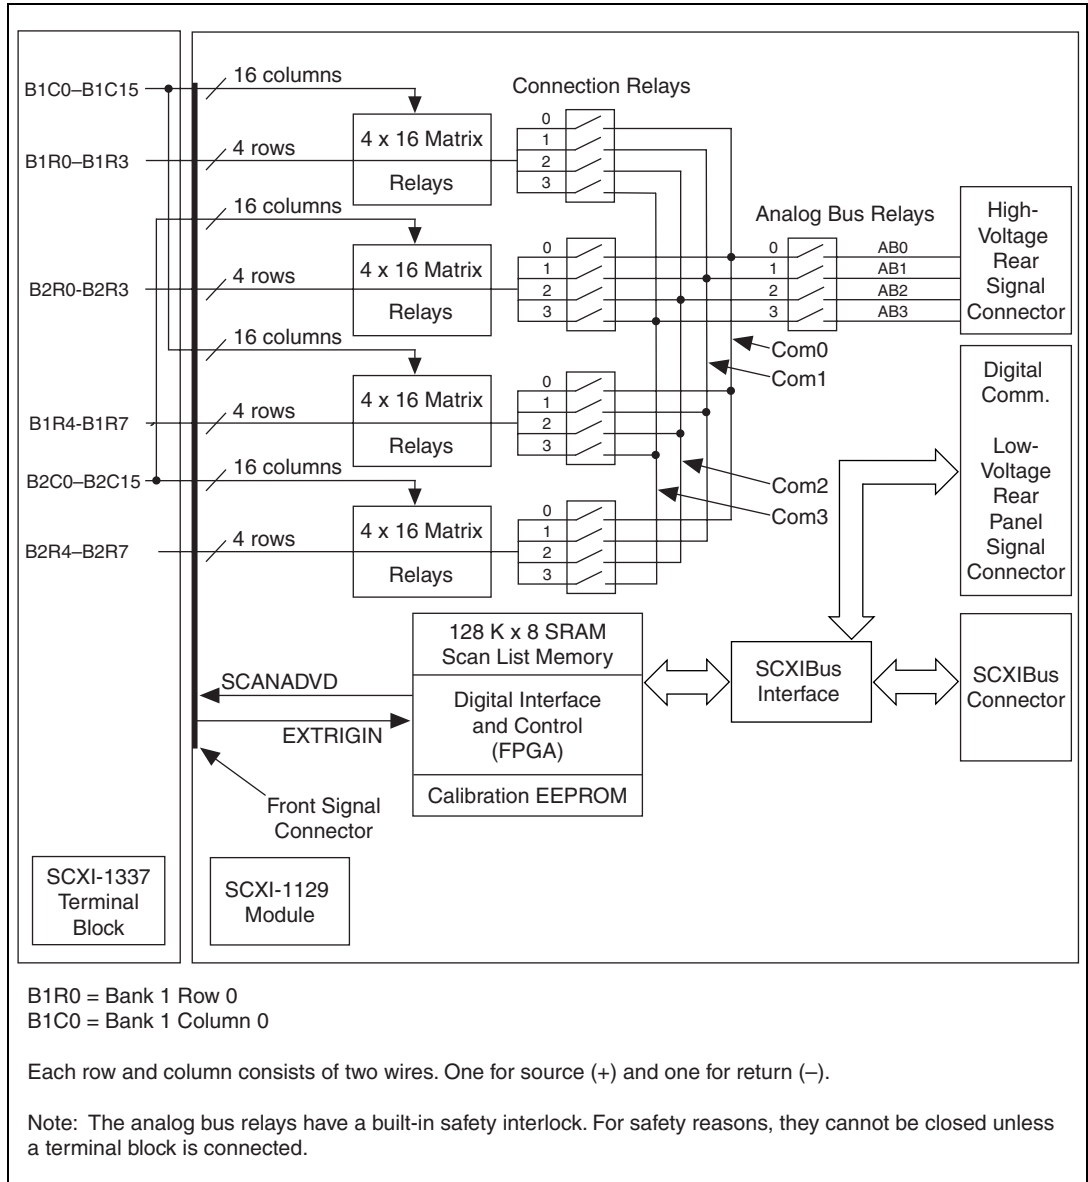 B1C0–B1C15
16 columns
Connection Relays
0
1
2
3
4 x 16 Matrix
Relays
B1R0–B1R3
4 rows
16 columns
Analog Bus Relays
High-
Voltage
Rear
Signal
Connector
4 x 16 Matrix
Relays
B2R0-B2R3
4 rows
0
1
2
3
0
1
2
3
AB0
AB1
AB2
AB3
16 columns
Com0
Com1
Digital
Comm.
Low-
Voltage
Rear
Panel
Signal
Connector
4 x 16 Matrix
Relays
B1R4-B1R7
4 rows
0
1
2
3
B2C0–B2C15
16 columns
Com2
Com3
4 x 16 Matrix
Relays
B2R4–B2R7
4 rows
0
1
2
3
128 K x 8 SRAM
Scan List Memory
SCANADVD
EXTRIGIN
Digital Interface
and Control
(FPGA)
Calibration EEPROM
SCXIBus
Interface
SCXIBus
Connector
Front Signal
Connector
SCXI-1337
Terminal
Block
SCXI-1129
Module
B1R0 = Bank 1 Row 0
B1C0 = Bank 1 Column 0
Each row and column consists of two wires. One for source (+) and one for return (–).
Note: The analog bus relays have a built-in safety interlock. For safety reasons, they cannot be closed unless
a terminal block is connected.